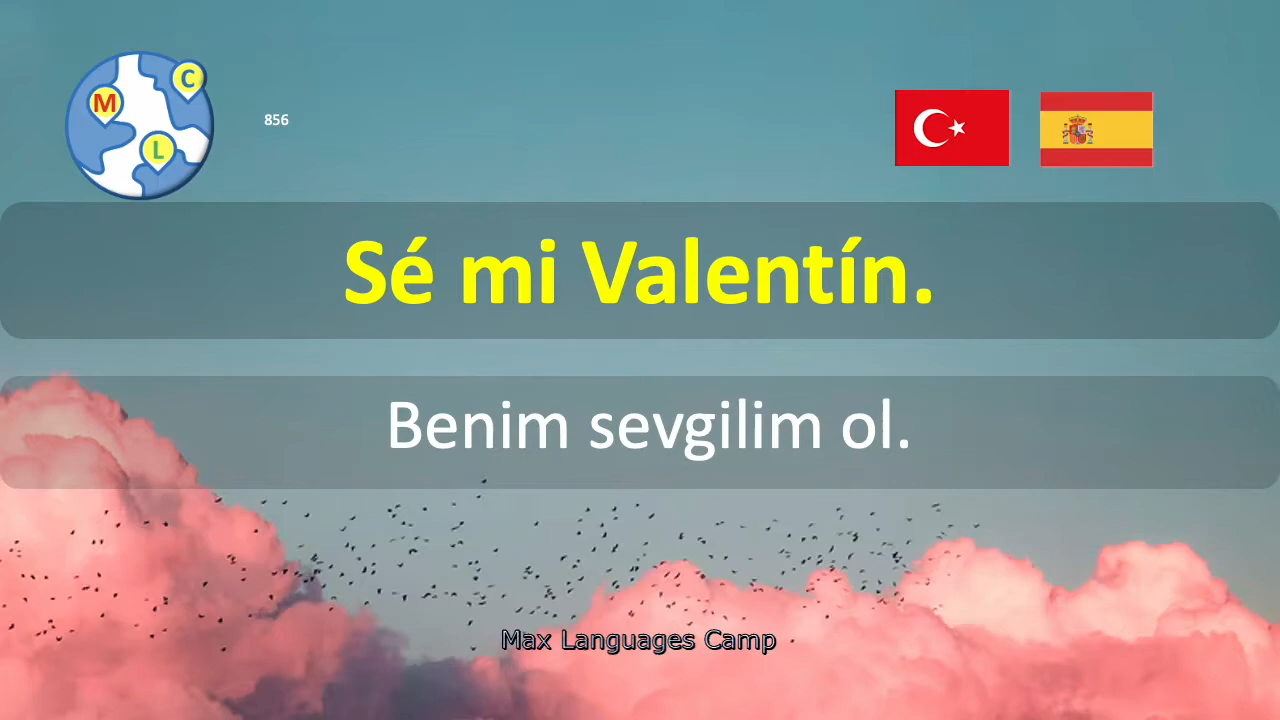 C
M
L
856
Sé mi Valentín.
Benim sevgilim ol.
Max Languages Camp